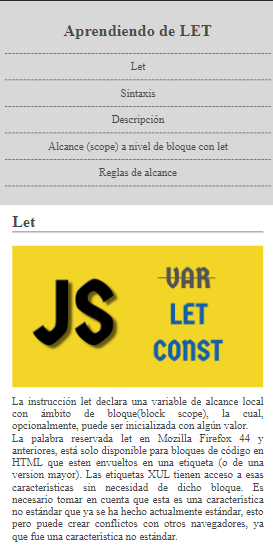 Aprendiendo de LET
Let
Sintaxis
Descripción
Alcance (scope) a nivel de bloque con let
Reglas de alcance
Let
JS
VAR
LET
CONST
La instrucción let declara una variable de alcance local
con ámbito de bloque(block scope), la cual,
opcionalmente, puede ser inicializada con algún valor.
La palabra reservada let en Mozilla Firefox 44 y
anteriores, está solo disponible para bloques de código en
HTML que esten envueltos en una etiqueta (o de una
version mayor). Las etiquetas XUL tienen acceso a esas
caracteristicas sin necesidad de dicho bloque. Es
necesario tomar en cuenta que esta es una caracteristica
no estándar que ya se ha hecho actualmente estándar, esto
pero puede crear conflictos con otros navegadores, ya
que fue una caracteristica no estándar.